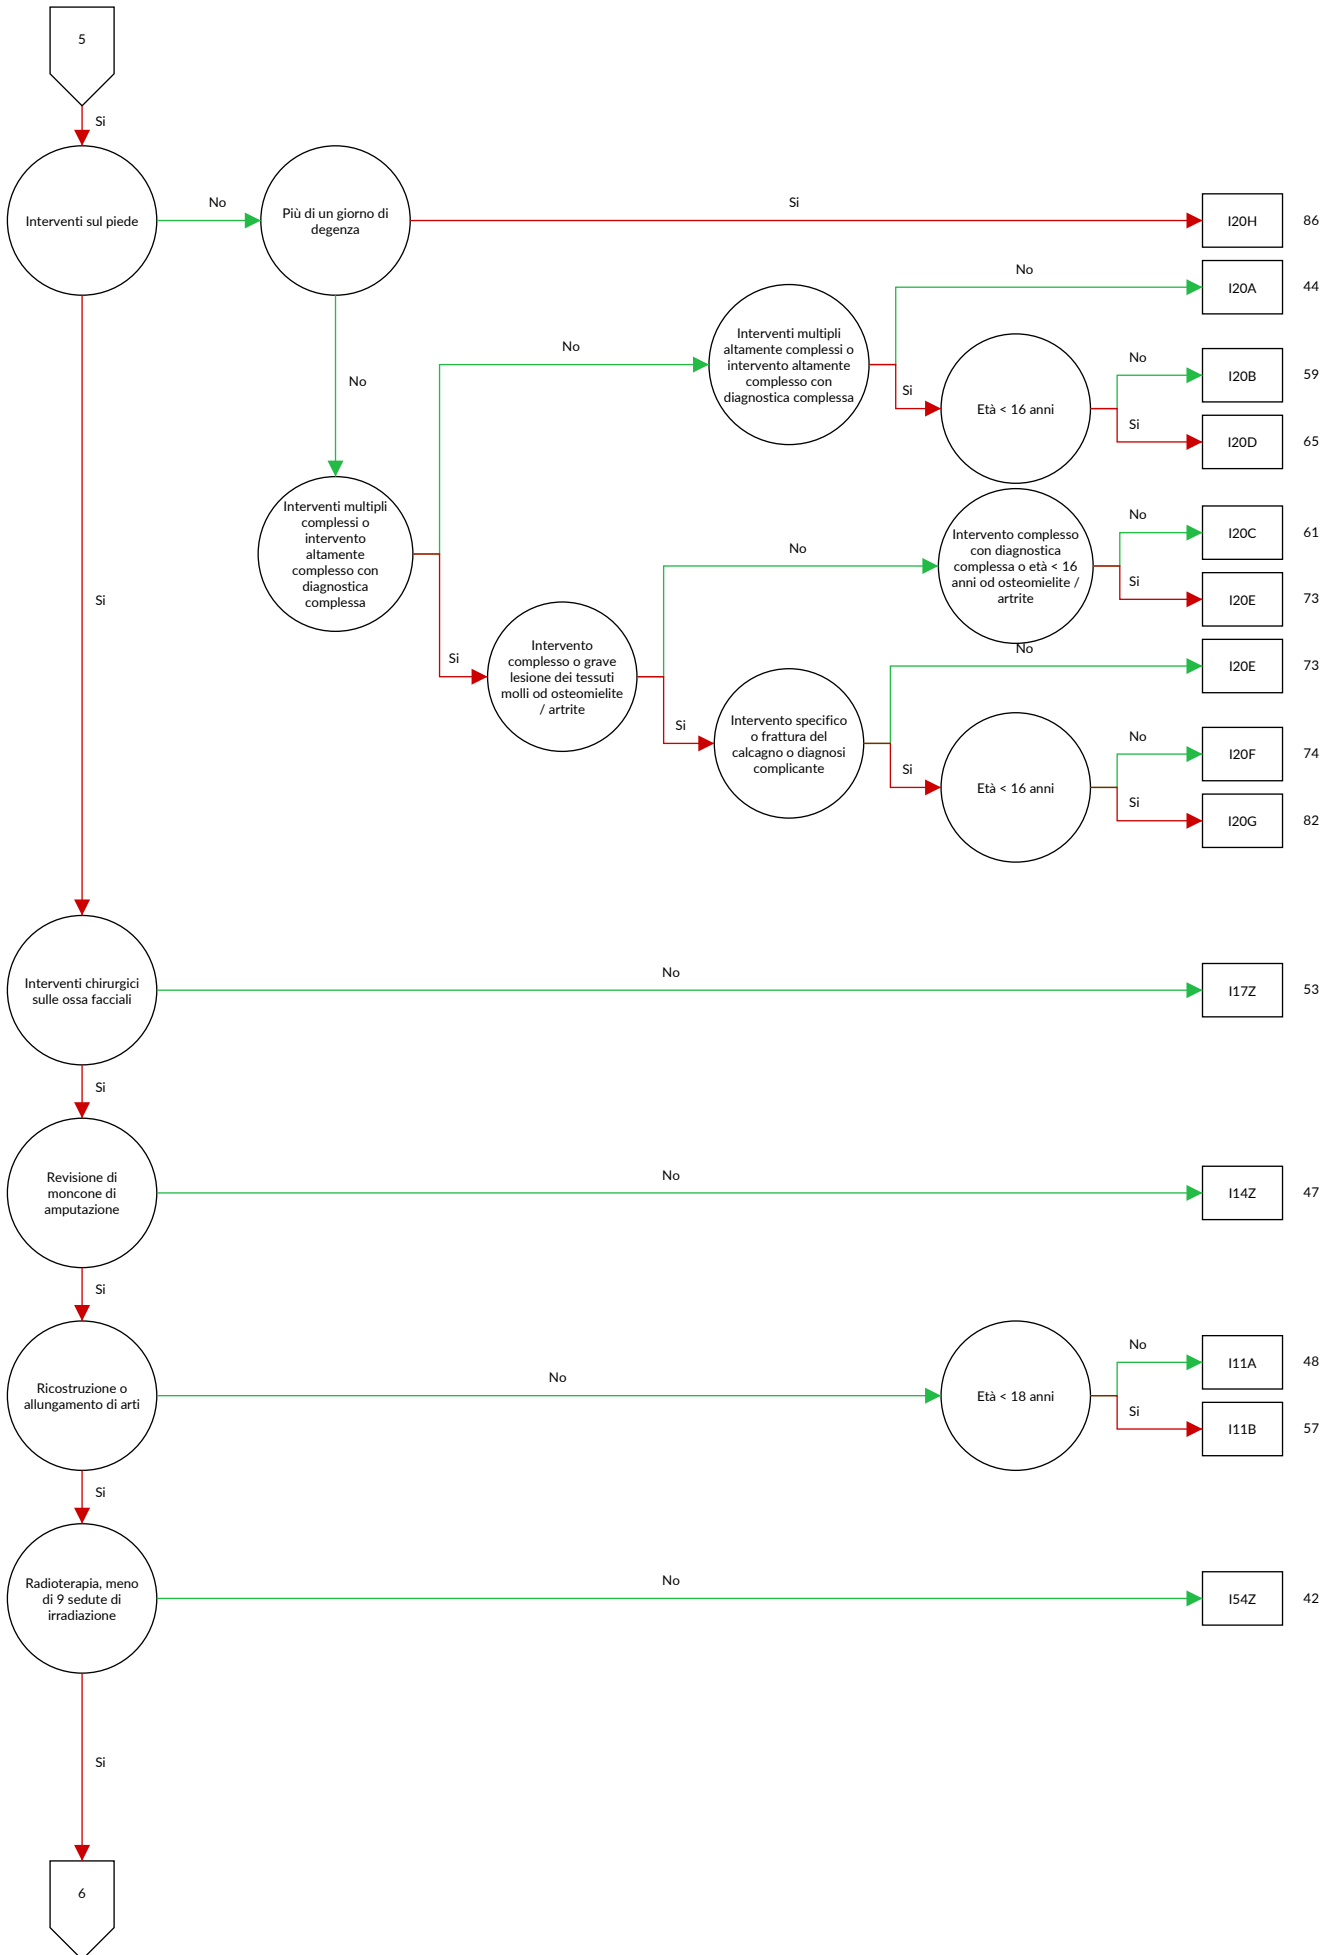 5
Si
Interventi sul piede
No
Più di un giorno di
degenza
Si
I20H
86
No
I20A
44
No
Interventi multipli
altamente complessi o
intervento altamente
complesso con
diagnostica complessa
Si
Età < 16 anni
No
I20B
59
Si
I20D
65
No
Interventi multipli
complessi o
intervento
altamente
complesso con
diagnostica
complessa
Si
Intervento
complesso o grave
lesione dei tessuti
molli od osteomielite
/ artrite
No
Intervento complesso
con diagnostica
complessa o età < 16
anni od osteomielite /
artrite
No
I20C
61
Si
I20E
73
Si
Intervento specifico
o frattura del
calcagno o diagnosi
complicante
No
I20E
73
Si
Età < 16 anni
No
I20F
74
Si
I20G
82
Si
Interventi chirurgici
sulle ossa facciali
No
I17Z
53
Si
Revisione di
moncone di
amputazione
No
I14Z
47
Si
Ricostruzione o
allungamento di arti
No
Età < 18 anni
No
I11A
48
Si
I11B
57
Si
Radioterapia, meno
di 9 sedute di
irradiazione
No
I54Z
42
Si
6